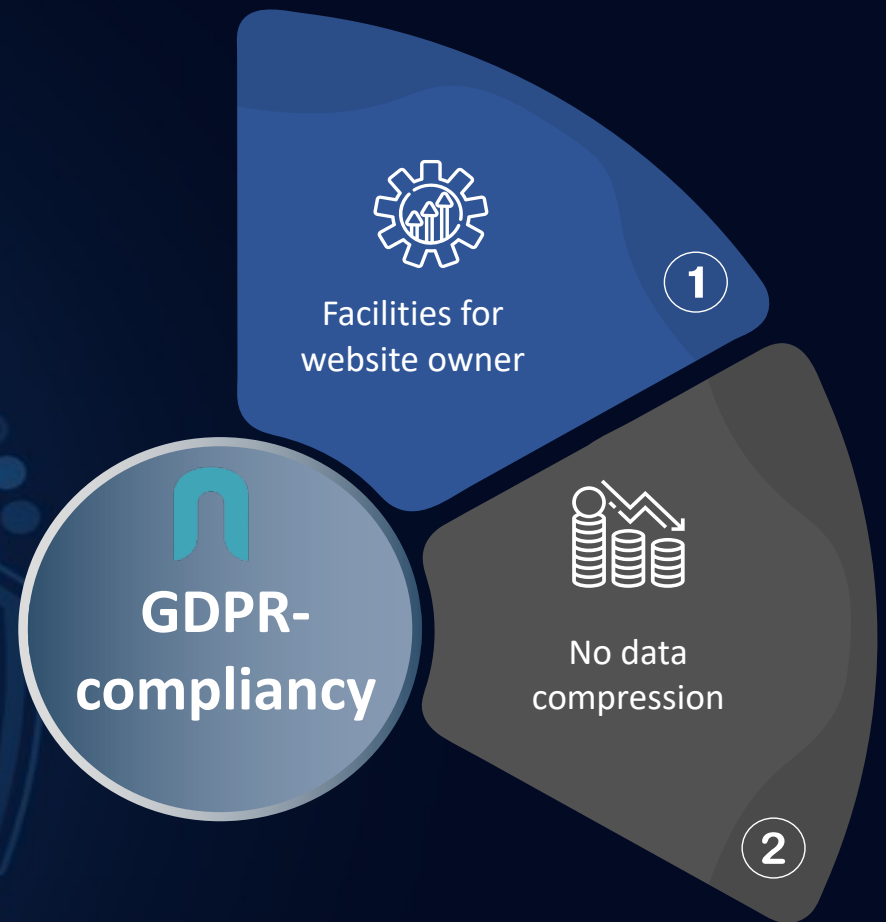 Facilities for
website owner
1
GDPR-
compliancy
No data
compression
2